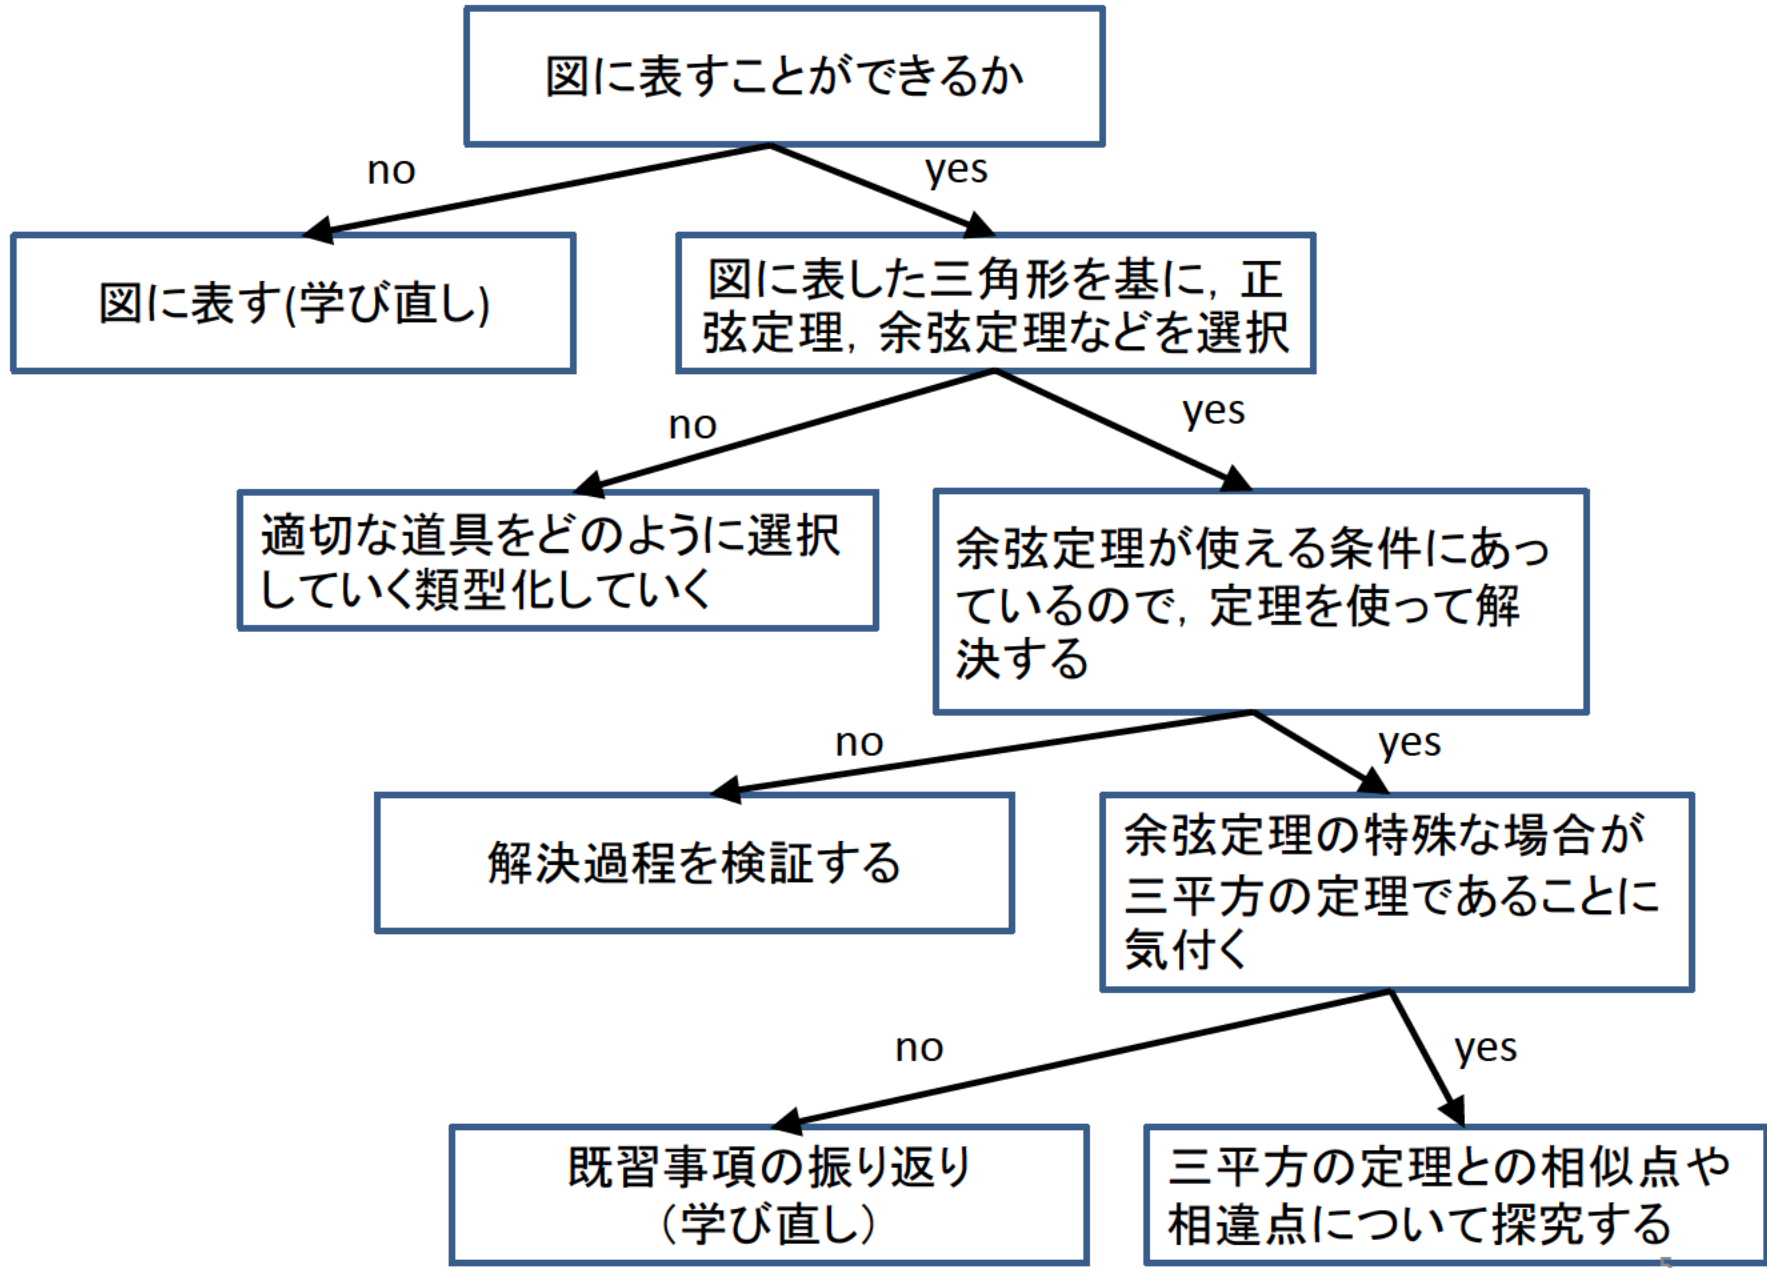 図に表すことができるか
no
yes
図に表す(学び直し)
図に表した三角形を基に，正
弦定理，余弦定理などを選択
no
yes
適切な道具をどのように選択
していく類型化していく
余弦定理が使える条件にあっ
ているので，定理を使って解
決する
no
yes
解決過程を検証する
余弦定理の特殊な場合が
三平方の定理であることに
気付く
no
yes
既習事項の振り返り
（学び直し）
三平方の定理との相似点や
相違点について探究する